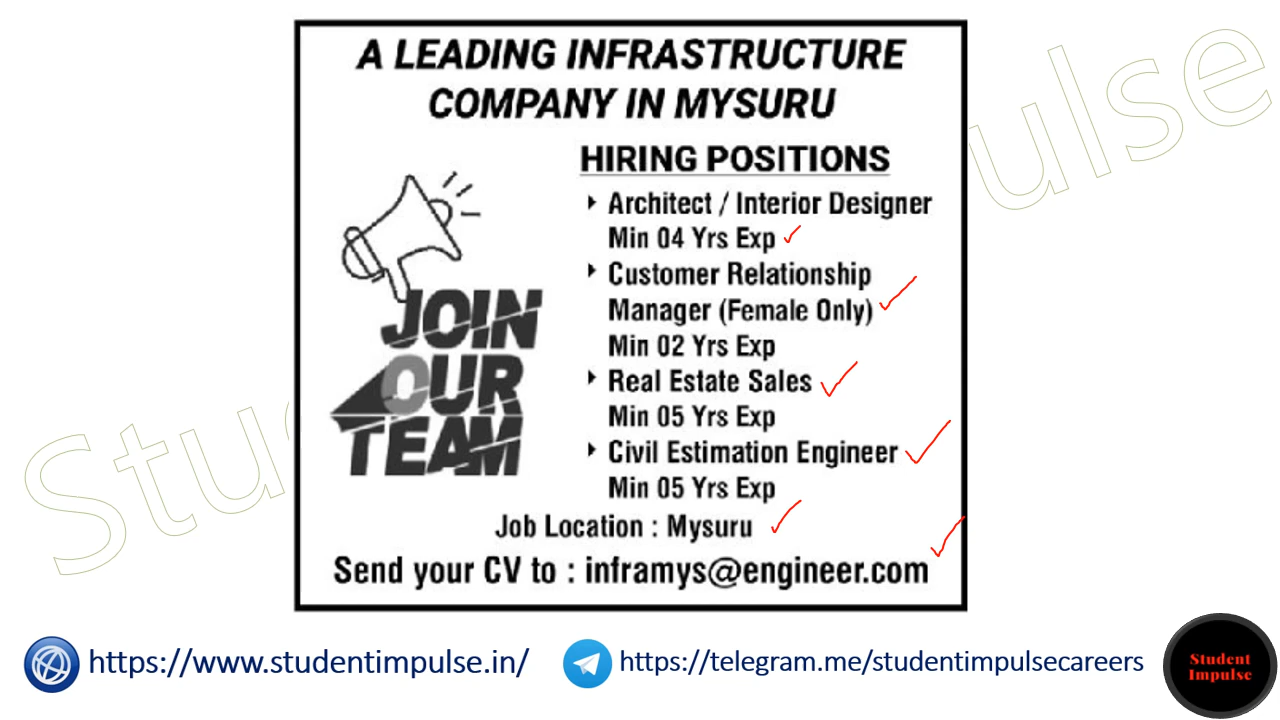 A LEADING INFRASTRUCTURE
COMPANY IN MYSURU
HIRING POSITIONS
Architect / Interior Designer
Min 04 Yrs Exp
Customer Relationship
Manager (Female Only)
Min 02 Yrs Exp
Real Estate Sales
Min 05 Yrs Exp
Civil Estimation Engineer
Min 05 Yrs Exp
JOIN
OUR
TEAM
Job Location : Mysuru
Send your CV to : inframys@engineer.com
https://www.studentimpulse.in/
https://telegram.me/studentimpulsecareers
Student
Impulse